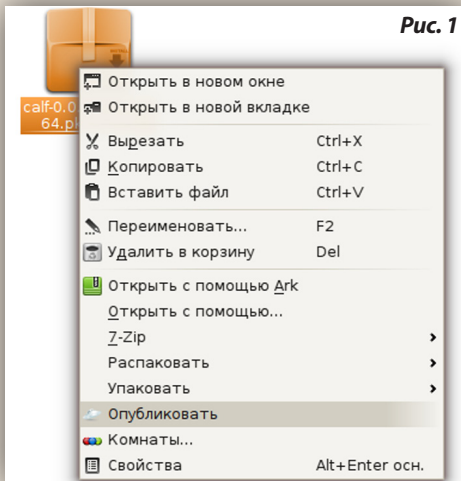 Рис. 1
calf-0.0
64.p
Открыть в новом окне
Открыть в новой вкладке
Вырезать Ctrl+X
Копировать Ctrl+C
Вставить файл Ctrl+V
Переименовать... F2
Удалить в корзину Del
Открыть с помощью Ark
Открыть с помощью...
7-Zip
Распаковать
Упаковать
Опубликовать
Комнаты...
Свойства Alt+Enter осн.